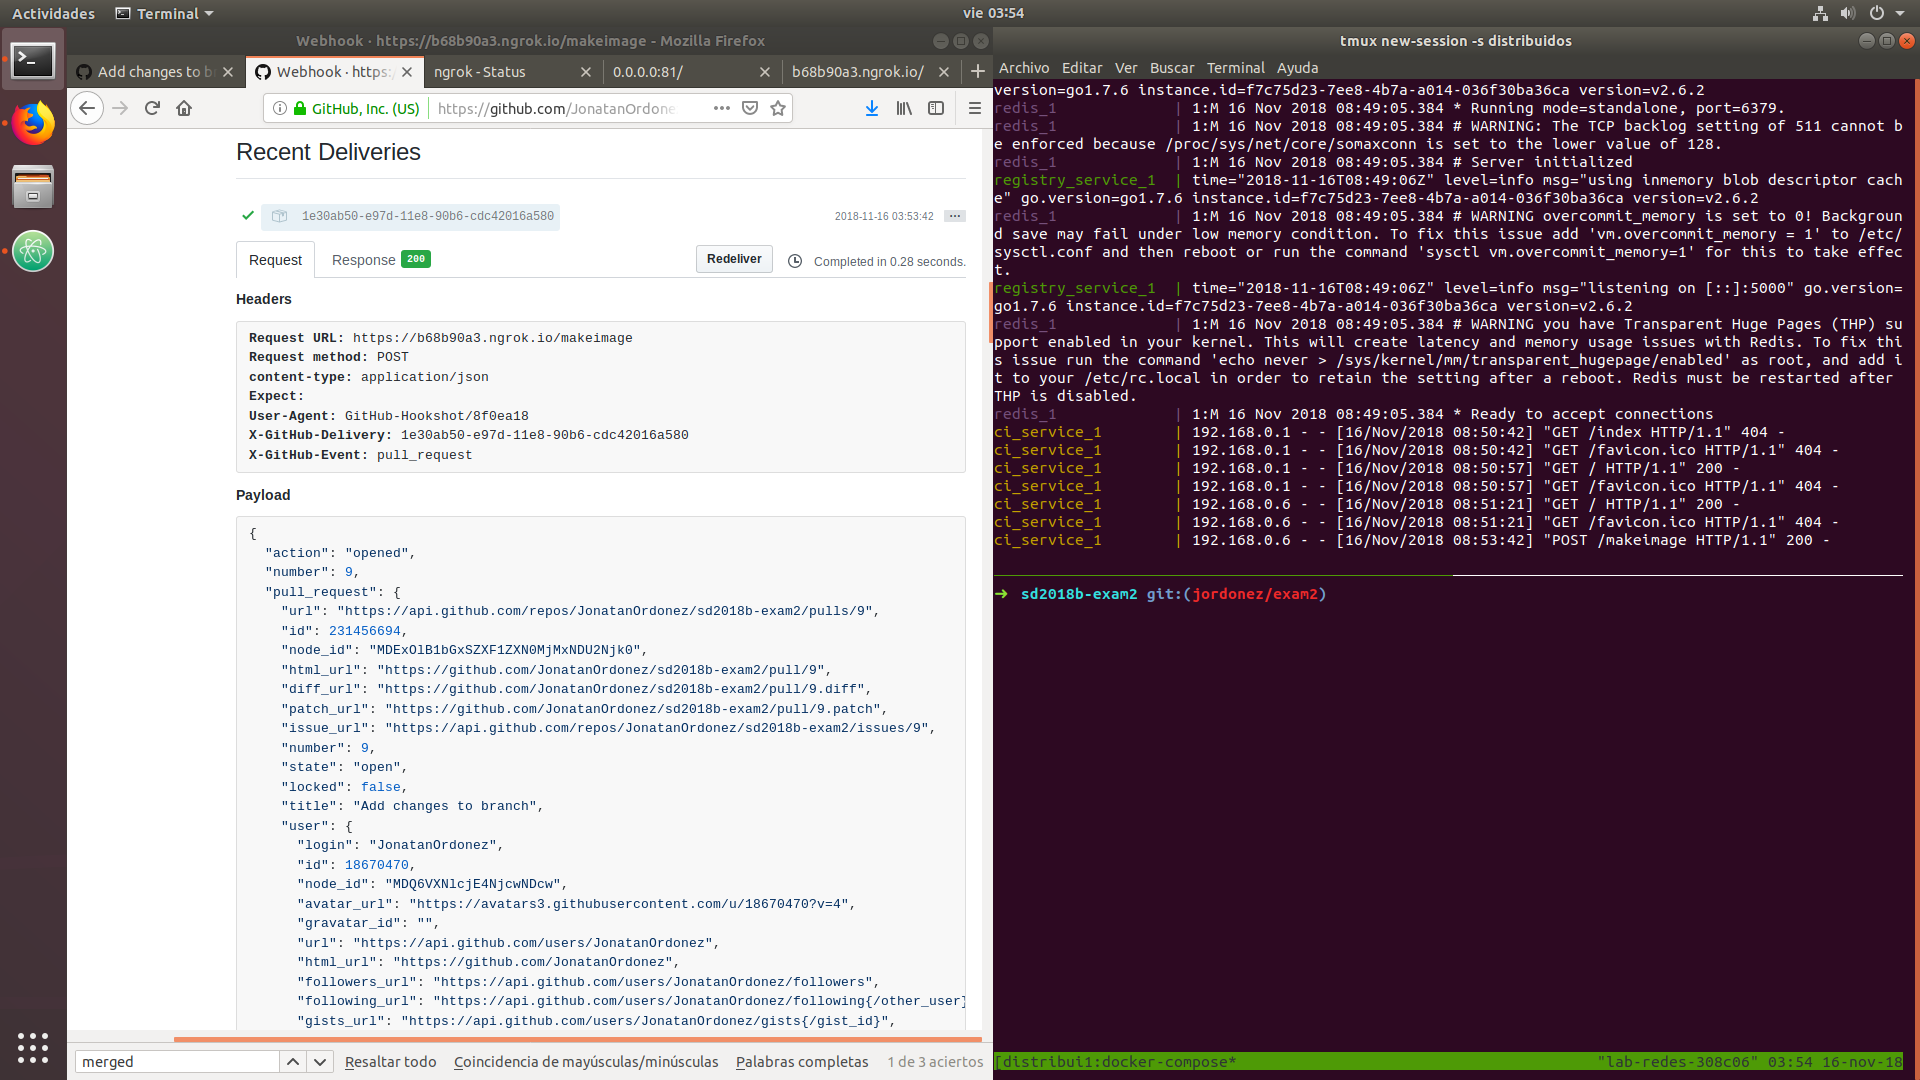 Actividades
Terminal
vie 03:54
Webhook · https://b68b90a3.ngrok.io/makeimage - Mozilla Firefox
Add changes to b
Webhook · https:/
ngrok - Status
0.0.0.0:81/
b68b90a3.ngrok.io/
GitHub, Inc. (US)
https://github.com/JonatanOrdone
Recent Deliveries
1e30ab50-e97d-11e8-90b6-cdc42016a580
2018-11-16 03:53:42
Request
Response 200
Redeliver
Completed in 0.28 seconds.
Headers
Request URL: https://b68b90a3.ngrok.io/makeimage
Request method: POST
content-type: application/json
Expect:
User-Agent: GitHub-Hookshot/8f0ea18
X-GitHub-Delivery: 1e30ab50-e97d-11e8-90b6-cdc42016a580
X-GitHub-Event: pull_request
Payload
{
"action": "opened",
"number": 9,
"pull_request": {
"url": "https://api.github.com/repos/JonatanOrdonez/sd2018b-exam2/pulls/9",
"id": 231456694,
"node_id": "MDExOlB1bGxSZXF1ZXN0MjMxNDU2Njk0",
"html_url": "https://github.com/JonatanOrdonez/sd2018b-exam2/pull/9",
"diff_url": "https://github.com/JonatanOrdonez/sd2018b-exam2/pull/9.diff",
"patch_url": "https://github.com/JonatanOrdonez/sd2018b-exam2/pull/9.patch",
"issue_url": "https://api.github.com/repos/JonatanOrdonez/sd2018b-exam2/issues/9",
"number": 9,
"state": "open",
"locked": false,
"title": "Add changes to branch",
"user": {
"login": "JonatanOrdonez",
"id": 18670470,
"node_id": "MDQ6VXNlcjE4NjcwNDcw",
"avatar_url": "https://avatars3.githubusercontent.com/u/18670470?v=4",
"gravatar_id": "",
"url": "https://api.github.com/users/JonatanOrdonez",
"html_url": "https://github.com/JonatanOrdonez",
"followers_url": "https://api.github.com/users/JonatanOrdonez/followers",
"following_url": "https://api.github.com/users/JonatanOrdonez/following{/other_user}
"gists_url": "https://api.github.com/users/JonatanOrdonez/gists{/gist_id}",
merged
Resaltar todo
Coincidencia de mayúsculas/minúsculas
Palabras completas
1 de 3 aciertos
tmux new-session -s distribuidos
Archivo Editar Ver Buscar Terminal Ayuda
version=go1.7.6 instance.id=f7c75d23-7ee8-4b7a-a014-036f30ba36ca version=v2.6.2
redis_1 | 1:M 16 Nov 2018 08:49:05.384 * Running mode=standalone, port=6379.
redis_1 | 1:M 16 Nov 2018 08:49:05.384 # WARNING: The TCP backlog setting of 511 cannot b
e enforced because /proc/sys/net/core/somaxconn is set to the lower value of 128.
redis_1 | 1:M 16 Nov 2018 08:49:05.384 # Server initialized
registry_service_1 | time="2018-11-16T08:49:06Z" level=info msg="using inmemory blob descriptor cach
e" go.version=go1.7.6 instance.id=f7c75d23-7ee8-4b7a-a014-036f30ba36ca version=v2.6.2
redis_1 | 1:M 16 Nov 2018 08:49:05.384 # WARNING overcommit_memory is set to 0! Backgroun
d save may fail under low memory condition. To fix this issue add 'vm.overcommit_memory = 1' to /etc/
sysctl.conf and then reboot or run the command 'sysctl vm.overcommit_memory=1' for this to take effec
t.
registry_service_1 | time="2018-11-16T08:49:06Z" level=info msg="listening on [::]:5000" go.version=
go1.7.6 instance.id=f7c75d23-7ee8-4b7a-a014-036f30ba36ca version=v2.6.2
redis_1 | 1:M 16 Nov 2018 08:49:05.384 # WARNING you have Transparent Huge Pages (THP) su
pport enabled in your kernel. This will create latency and memory usage issues with Redis. To fix thi
s issue run the command 'echo never > /sys/kernel/mm/transparent_hugepage/enabled' as root, and add i
t to your /etc/rc.local in order to retain the setting after a reboot. Redis must be restarted after
THP is disabled.
redis_1 | 1:M 16 Nov 2018 08:49:05.384 * Ready to accept connections
ci_service_1 | 192.168.0.1 - - [16/Nov/2018 08:50:42] "GET /index HTTP/1.1" 404 -
ci_service_1 | 192.168.0.1 - - [16/Nov/2018 08:50:42] "GET /favicon.ico HTTP/1.1" 404 -
ci_service_1 | 192.168.0.1 - - [16/Nov/2018 08:50:57] "GET / HTTP/1.1" 200 -
ci_service_1 | 192.168.0.1 - - [16/Nov/2018 08:50:57] "GET /favicon.ico HTTP/1.1" 404 -
ci_service_1 | 192.168.0.6 - - [16/Nov/2018 08:51:21] "GET / HTTP/1.1" 200 -
ci_service_1 | 192.168.0.6 - - [16/Nov/2018 08:51:21] "GET /favicon.ico HTTP/1.1" 404 -
ci_service_1 | 192.168.0.6 - - [16/Nov/2018 08:53:42] "POST /makeimage HTTP/1.1" 200 -
➜ sd2018b-exam2 git:(jordonez/exam2)
[distribui1:docker-compose*
"lab-redes-308c06" 03:54 16-nov-18